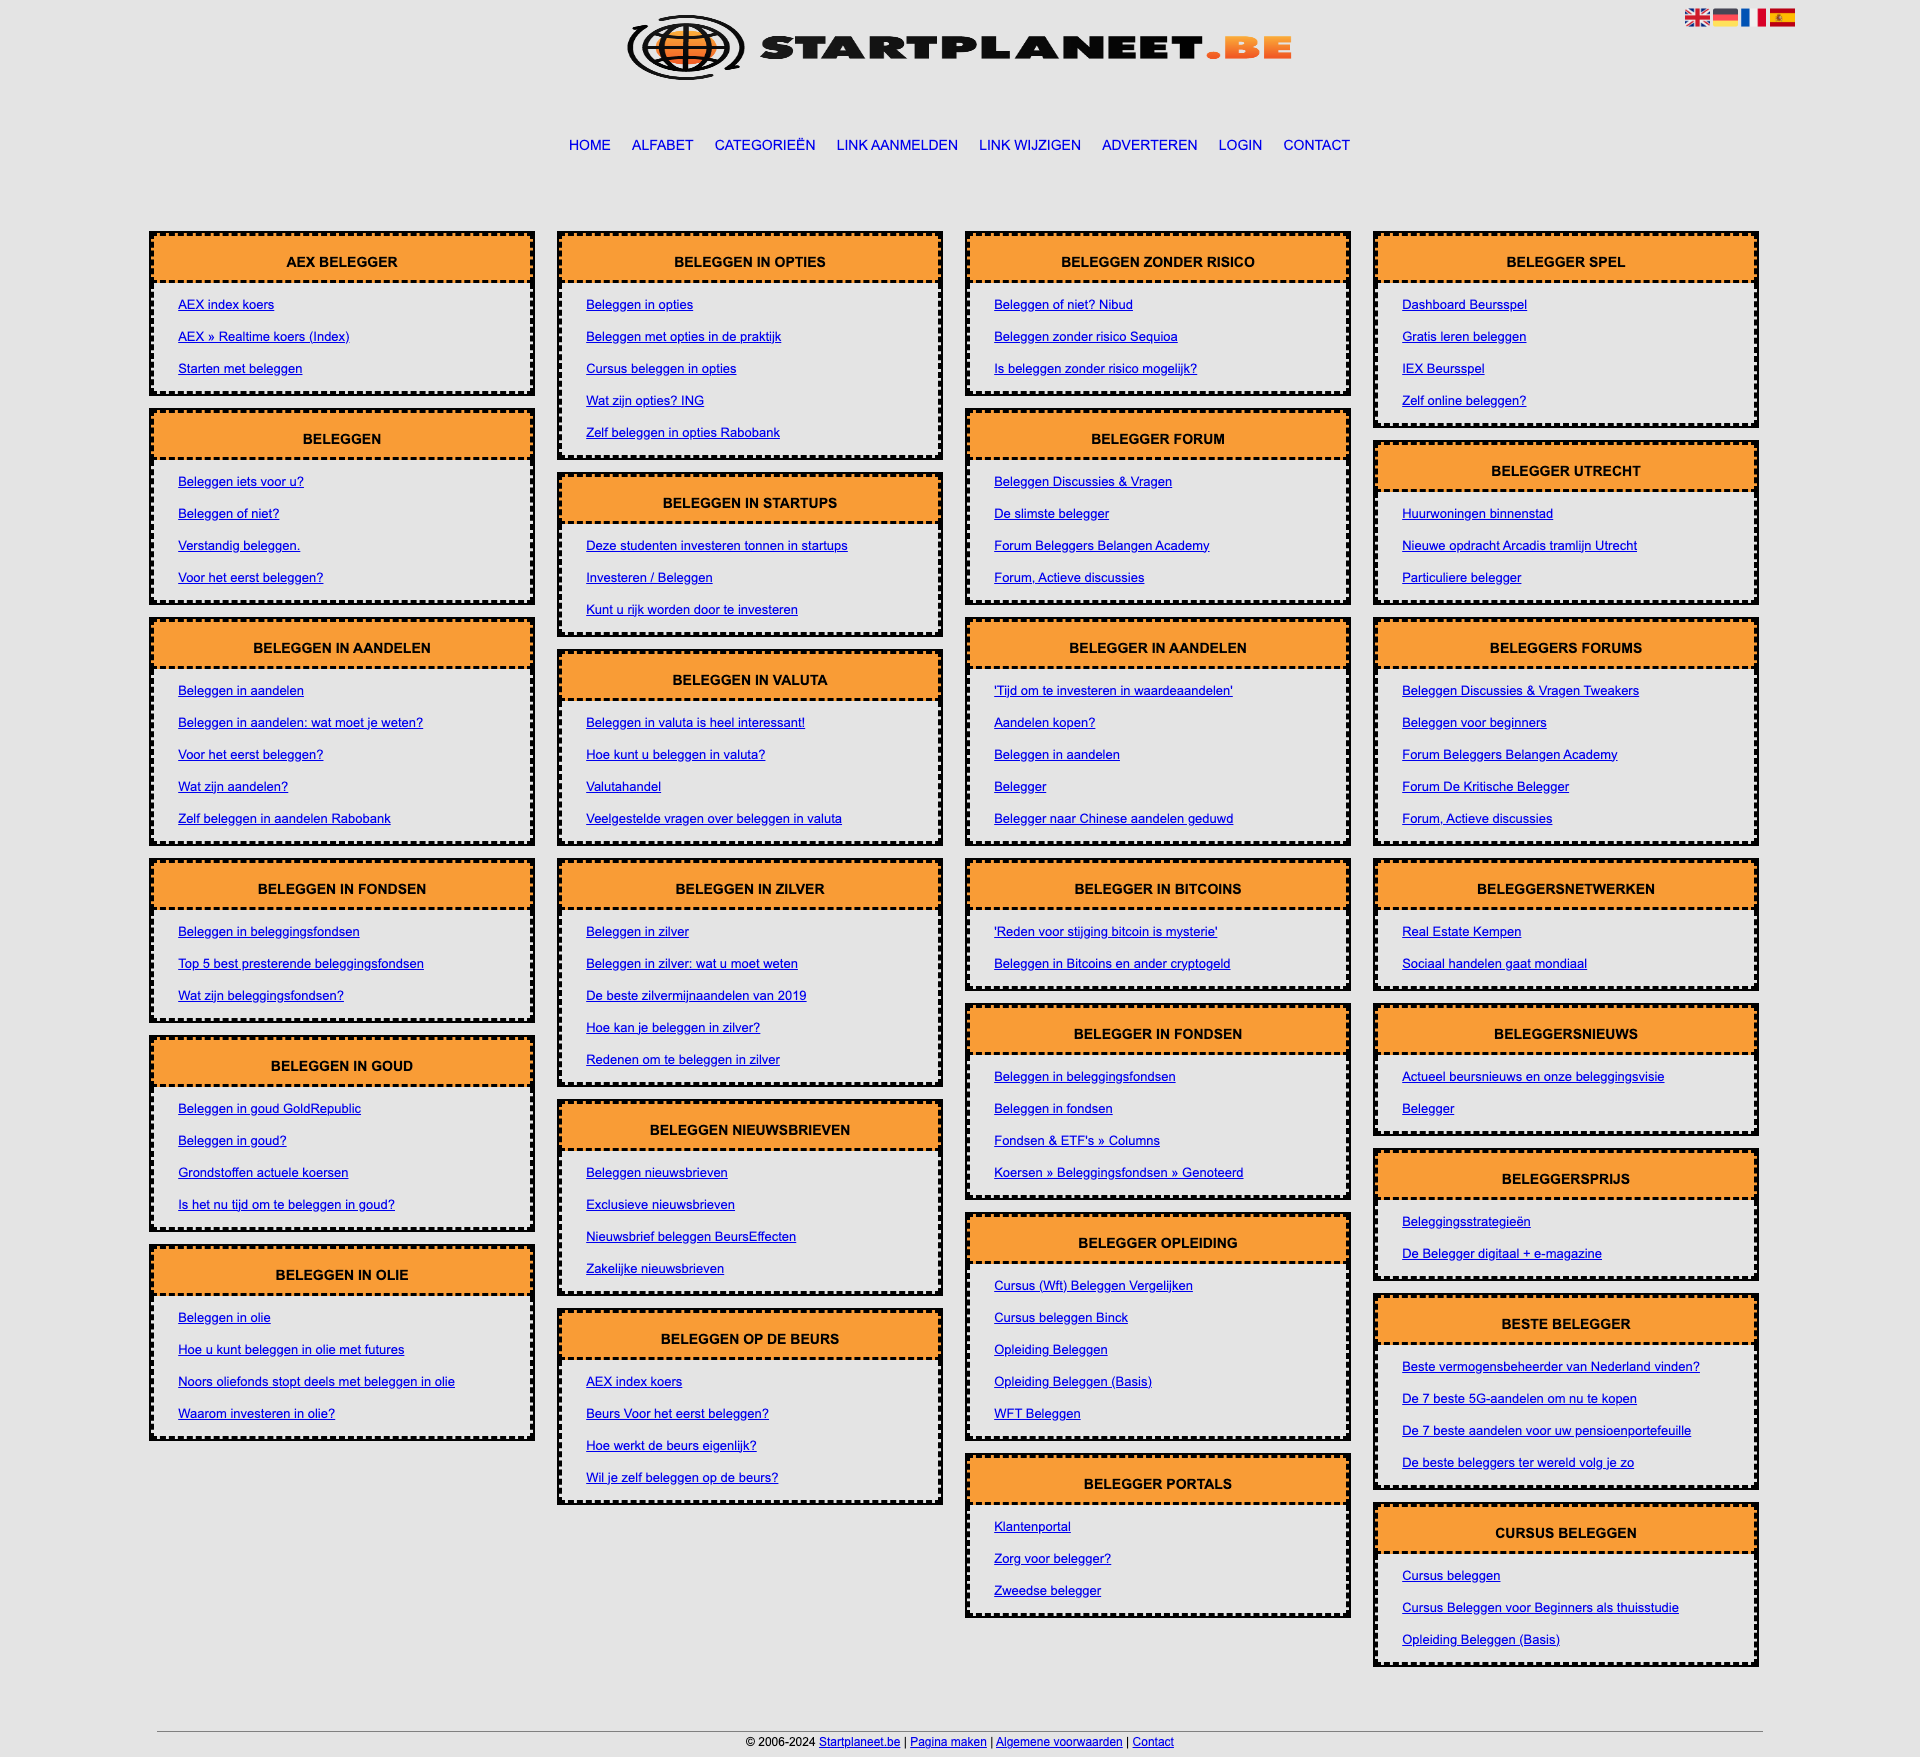 STARTPLANEET.BE
HOME ALFABET CATEGORIEËN LINK AANMELDEN LINK WIJZIGEN ADVERTEREN LOGIN CONTACT
AEX BELEGGER
AEX index koers
AEX » Realtime koers (Index)
Starten met beleggen
BELEGGEN
Beleggen iets voor u?
Beleggen of niet?
Verstandig beleggen.
Voor het eerst beleggen?
BELEGGEN IN AANDELEN
Beleggen in aandelen
Beleggen in aandelen: wat moet je weten?
Voor het eerst beleggen?
Wat zijn aandelen?
Zelf beleggen in aandelen Rabobank
BELEGGEN IN FONDSEN
Beleggen in beleggingsfondsen
Top 5 best presterende beleggingsfondsen
Wat zijn beleggingsfondsen?
BELEGGEN IN GOUD
Beleggen in goud GoldRepublic
Beleggen in goud?
Grondstoffen actuele koersen
Is het nu tijd om te beleggen in goud?
BELEGGEN IN OLIE
Beleggen in olie
Hoe u kunt beleggen in olie met futures
Noors oliefonds stopt deels met beleggen in olie
Waarom investeren in olie?
BELEGGEN IN OPTIES
Beleggen in opties
Beleggen met opties in de praktijk
Cursus beleggen in opties
Wat zijn opties? ING
Zelf beleggen in opties Rabobank
BELEGGEN IN STARTUPS
Deze studenten investeren tonnen in startups
Investeren / Beleggen
Kunt u rijk worden door te investeren
BELEGGEN IN VALUTA
Beleggen in valuta is heel interessant!
Hoe kunt u beleggen in valuta?
Valutahandel
Veelgestelde vragen over beleggen in valuta
BELEGGEN IN ZILVER
Beleggen in zilver
Beleggen in zilver: wat u moet weten
De beste zilvermijnaandelen van 2019
Hoe kan je beleggen in zilver?
Redenen om te beleggen in zilver
BELEGGEN NIEUWSBRIEVEN
Beleggen nieuwsbrieven
Exclusieve nieuwsbrieven
Nieuwsbrief beleggen BeursEffecten
Zakelijke nieuwsbrieven
BELEGGEN OP DE BEURS
AEX index koers
Beurs Voor het eerst beleggen?
Hoe werkt de beurs eigenlijk?
Wil je zelf beleggen op de beurs?
BELEGGEN ZONDER RISICO
Beleggen of niet? Nibud
Beleggen zonder risico Sequioa
Is beleggen zonder risico mogelijk?
BELEGGER FORUM
Beleggen Discussies & Vragen
De slimste belegger
Forum Beleggers Belangen Academy
Forum, Actieve discussies
BELEGGER IN AANDELEN
'Tijd om te investeren in waardeaandelen'
Aandelen kopen?
Beleggen in aandelen
Belegger
Belegger naar Chinese aandelen geduwd
BELEGGER IN BITCOINS
'Reden voor stijging bitcoin is mysterie'
Beleggen in Bitcoins en ander cryptogeld
BELEGGER IN FONDSEN
Beleggen in beleggingsfondsen
Beleggen in fondsen
Fondsen & ETF's » Columns
Koersen » Beleggingsfondsen » Genoteerd
BELEGGER OPLEIDING
Cursus (Wft) Beleggen Vergelijken
Cursus beleggen Binck
Opleiding Beleggen
Opleiding Beleggen (Basis)
WFT Beleggen
BELEGGER PORTALS
Klantenportal
Zorg voor belegger?
Zweedse belegger
BELEGGER SPEL
Dashboard Beursspel
Gratis leren beleggen
IEX Beursspel
Zelf online beleggen?
BELEGGER UTRECHT
Huurwoningen binnenstad
Nieuwe opdracht Arcadis tramlijn Utrecht
Particuliere belegger
BELEGGERS FORUMS
Beleggen Discussies & Vragen Tweakers
Beleggen voor beginners
Forum Beleggers Belangen Academy
Forum De Kritische Belegger
Forum, Actieve discussies
BELEGGERSNETWERKEN
Real Estate Kempen
Sociaal handelen gaat mondiaal
BELEGGERSNIEUWS
Actueel beursnieuws en onze beleggingsvisie
Belegger
BELEGGERSPRIJS
Beleggingsstrategieën
De Belegger digitaal + e-magazine
BESTE BELEGGER
Beste vermogensbeheerder van Nederland vinden?
De 7 beste 5G-aandelen om nu te kopen
De 7 beste aandelen voor uw pensioenportefeuille
De beste beleggers ter wereld volg je zo
CURSUS BELEGGEN
Cursus beleggen
Cursus Beleggen voor Beginners als thuisstudie
Opleiding Beleggen (Basis)
© 2006-2024 Startplaneet.be | Pagina maken | Algemene voorwaarden | Contact